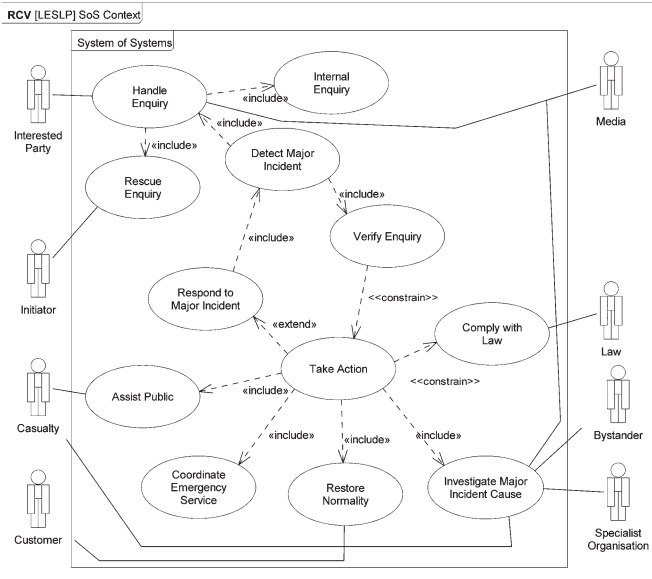 RCV [LESLP] SoS Context
System of Systems
Handle
Enquiry
Internal
Enquiry
«include»
Interested
Party
Media
«include»
«include»
Detect Major
Incident
Rescue
Enquiry
«include»
Verify Enquiry
«include»
Initiator
Respond to
Major Incident
<<constrain>>
«extend»
Comply with
Law
Law
Take Action
<<constrain>>
Assist Public
«include»
Casualty
Bystander
«include»
«include»
«include»
Coordinate
Emergency
Service
Restore
Normality
Investigate Major
Incident Cause
Customer
Specialist
Organisation